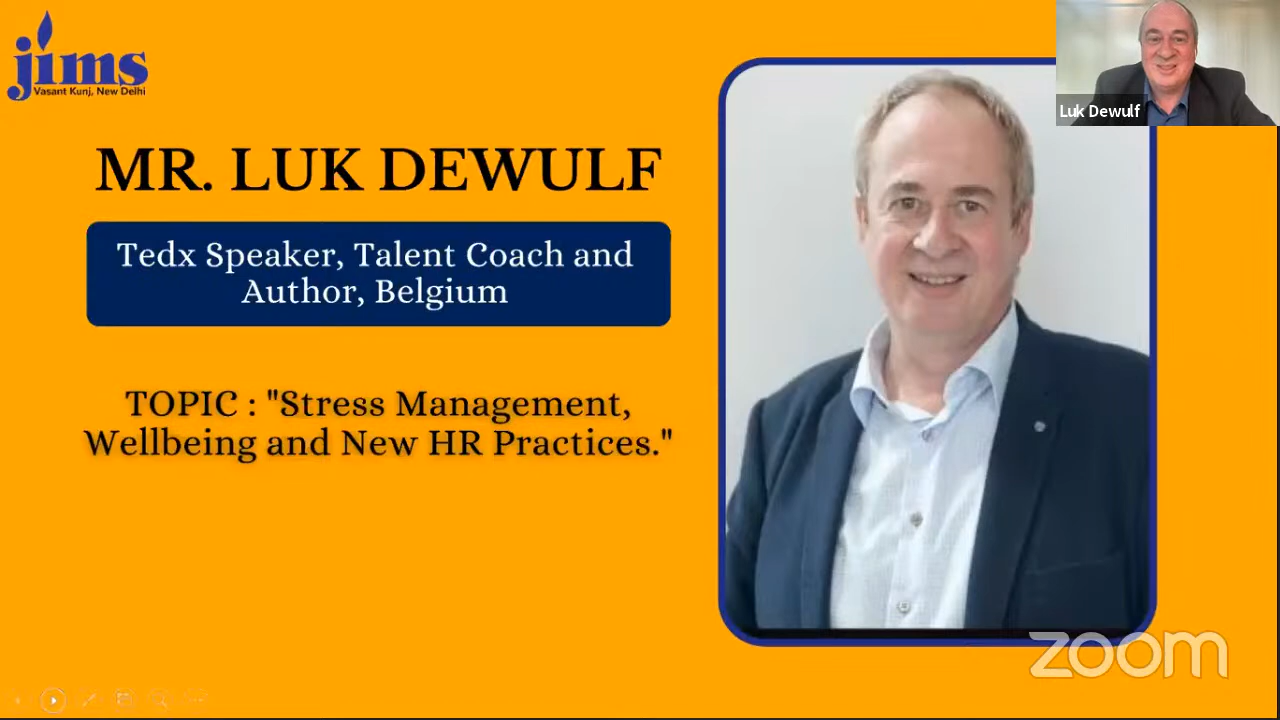 jims
Vasant Kunj, New Delhi
MR. LUK DEWULF
Tedx Speaker, Talent Coach and
Author, Belgium
TOPIC : "Stress Management,
Wellbeing and New HR Practices."
Luk Dewulf
zoom